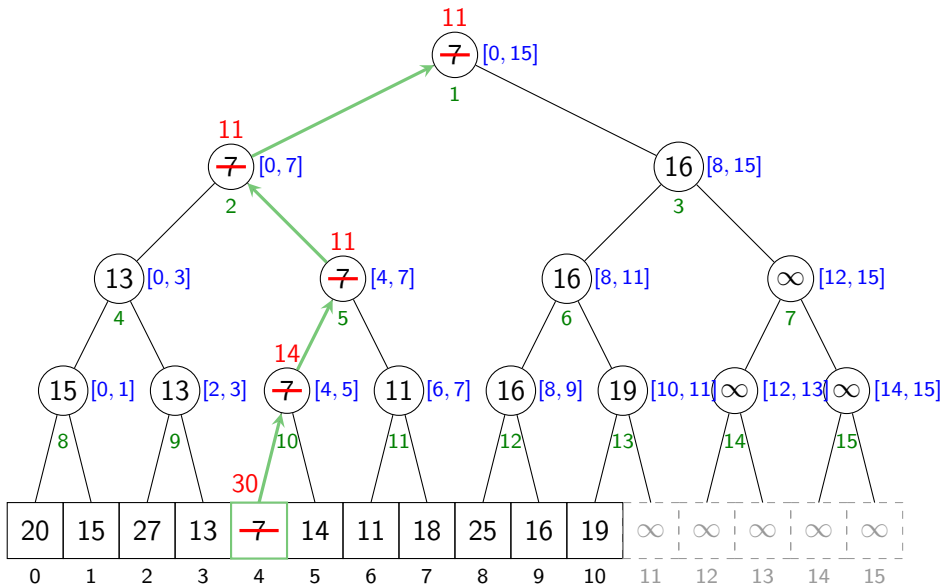 11
7 [0, 15]
1
11
7 [0, 7] 16 [8, 15]
2 3
11
13 [0, 3] 7 [4, 7] 16 [8, 11] ∞ [12, 15]
4 5 6 7
14
15 [0, 1] 13 [2, 3] 7 [4, 5] 11 [6, 7] 16 [8, 9] 19 [10, 11] ∞ [12, 13] ∞ [14, 15]
8 9 10 11 12 13 14 15
30
20 15 27 13 7 14 11 18 25 16 19 ∞ ∞ ∞ ∞ ∞
0 1 2 3 4 5 6 7 8 9 10 11 12 13 14 15